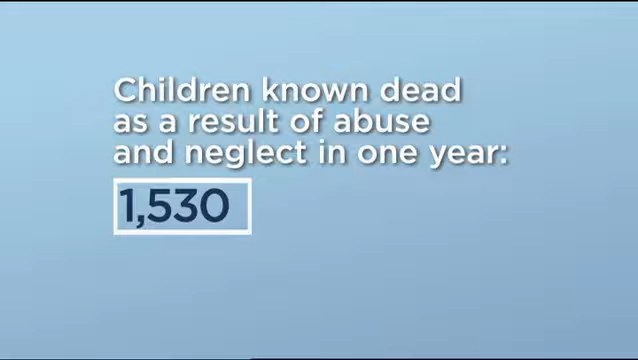 Children known dead
as a result of abuse
and neglect in one year:
1,530